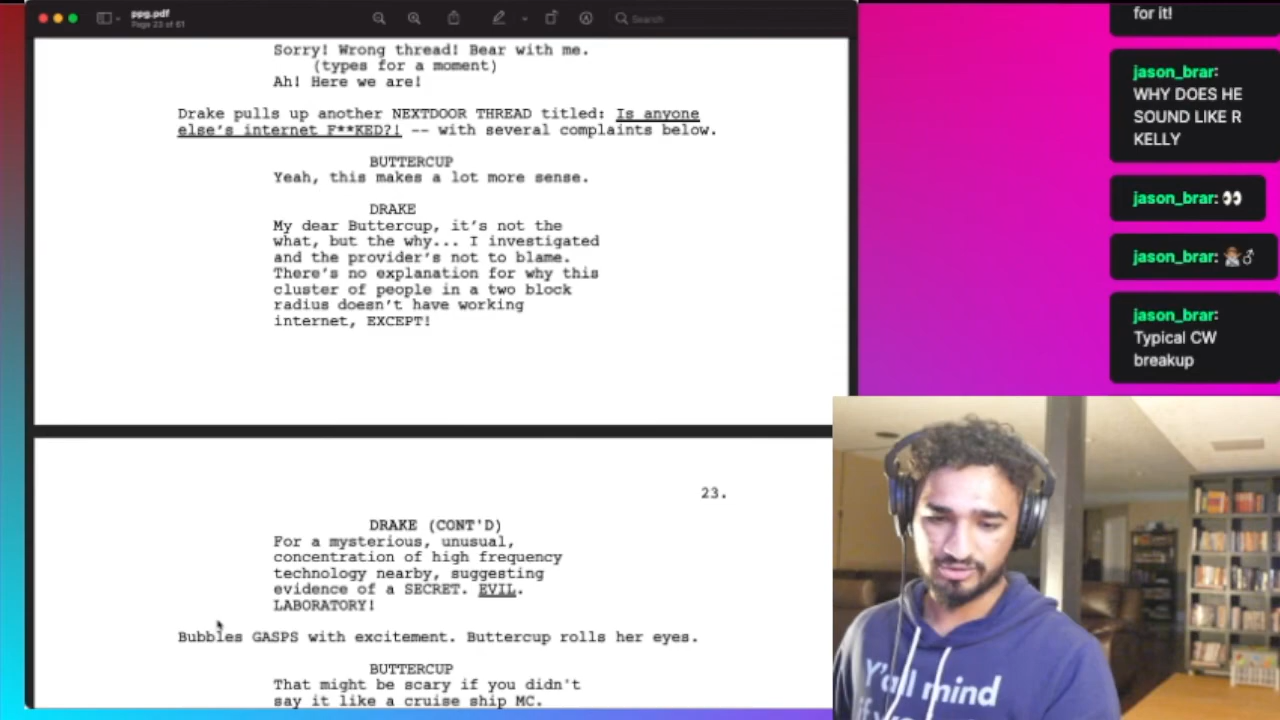 ppg.pdf
Page 23 of 61
Search
Sorry! Wrong thread! Bear with me.
(types for a moment)
Ah! Here we are!
Drake pulls up another NEXTDOOR THREAD titled: Is anyone
else's internet F**KED?! -- with several complaints below.
BUTTERCUP
Yeah, this makes a lot more sense.
DRAKE
My dear Buttercup, it's not the
what, but the why... I investigated
and the provider's not to blame.
There's no explanation for why this
cluster of people in a two block
radius doesn't have working
internet, EXCEPT!
23.
DRAKE (CONT'D)
For a mysterious, unusual,
concentration of high frequency
technology nearby, suggesting
evidence of a SECRET. EVIL.
LABORATORY!
Bubbles GASPS with excitement. Buttercup rolls her eyes.
BUTTERCUP
That might be scary if you didn't
say it like a cruise ship MC.
for it!
jason_brar:
WHY DOES HE
SOUND LIKE R
KELLY
jason_brar: 👀
jason_brar:
jason_brar:
Typical CW
breakup
Y'all mind